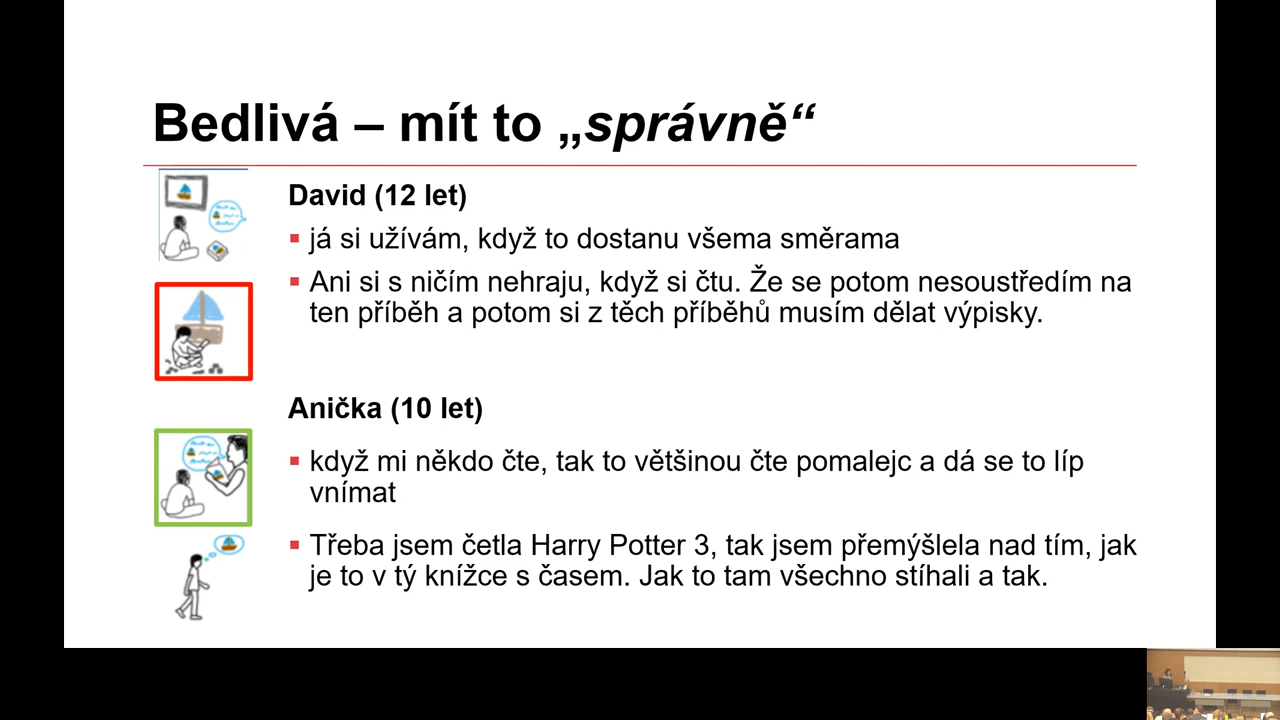 Bedlivá – mít to „správně“
David (12 let)
▪ já si užívám, když to dostanu všema směrama
▪ Ani si s ničím nehraju, když si čtu. Že se potom nesoustředím na
ten příběh a potom si z těch příběhů musím dělat výpisky.
Anička (10 let)
▪ když mi někdo čte, tak to většinou čte pomalejc a dá se to líp
vnímat
▪ Třeba jsem četla Harry Potter 3, tak jsem přemýšlela nad tím, jak
je to v tý knížce s časem. Jak to tam všechno stíhali a tak.